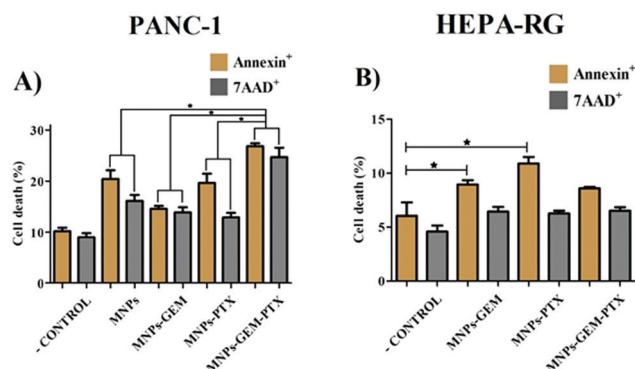 PANC-1
HEPA-RG
A)
Annexin+
7AAD+
* 
*
*
Cell death (%)
30
20
10
0
- CONTROL
MNPs
MNPs-GEM
MNPs-PTX
MNPs-GEM-PTX
B)
Annexin+
7AAD+
★
★
Cell death (%)
15
10
5
0
- CONTROL
MNPs-GEM
MNPs-PTX
MNPs-GEM-PTX